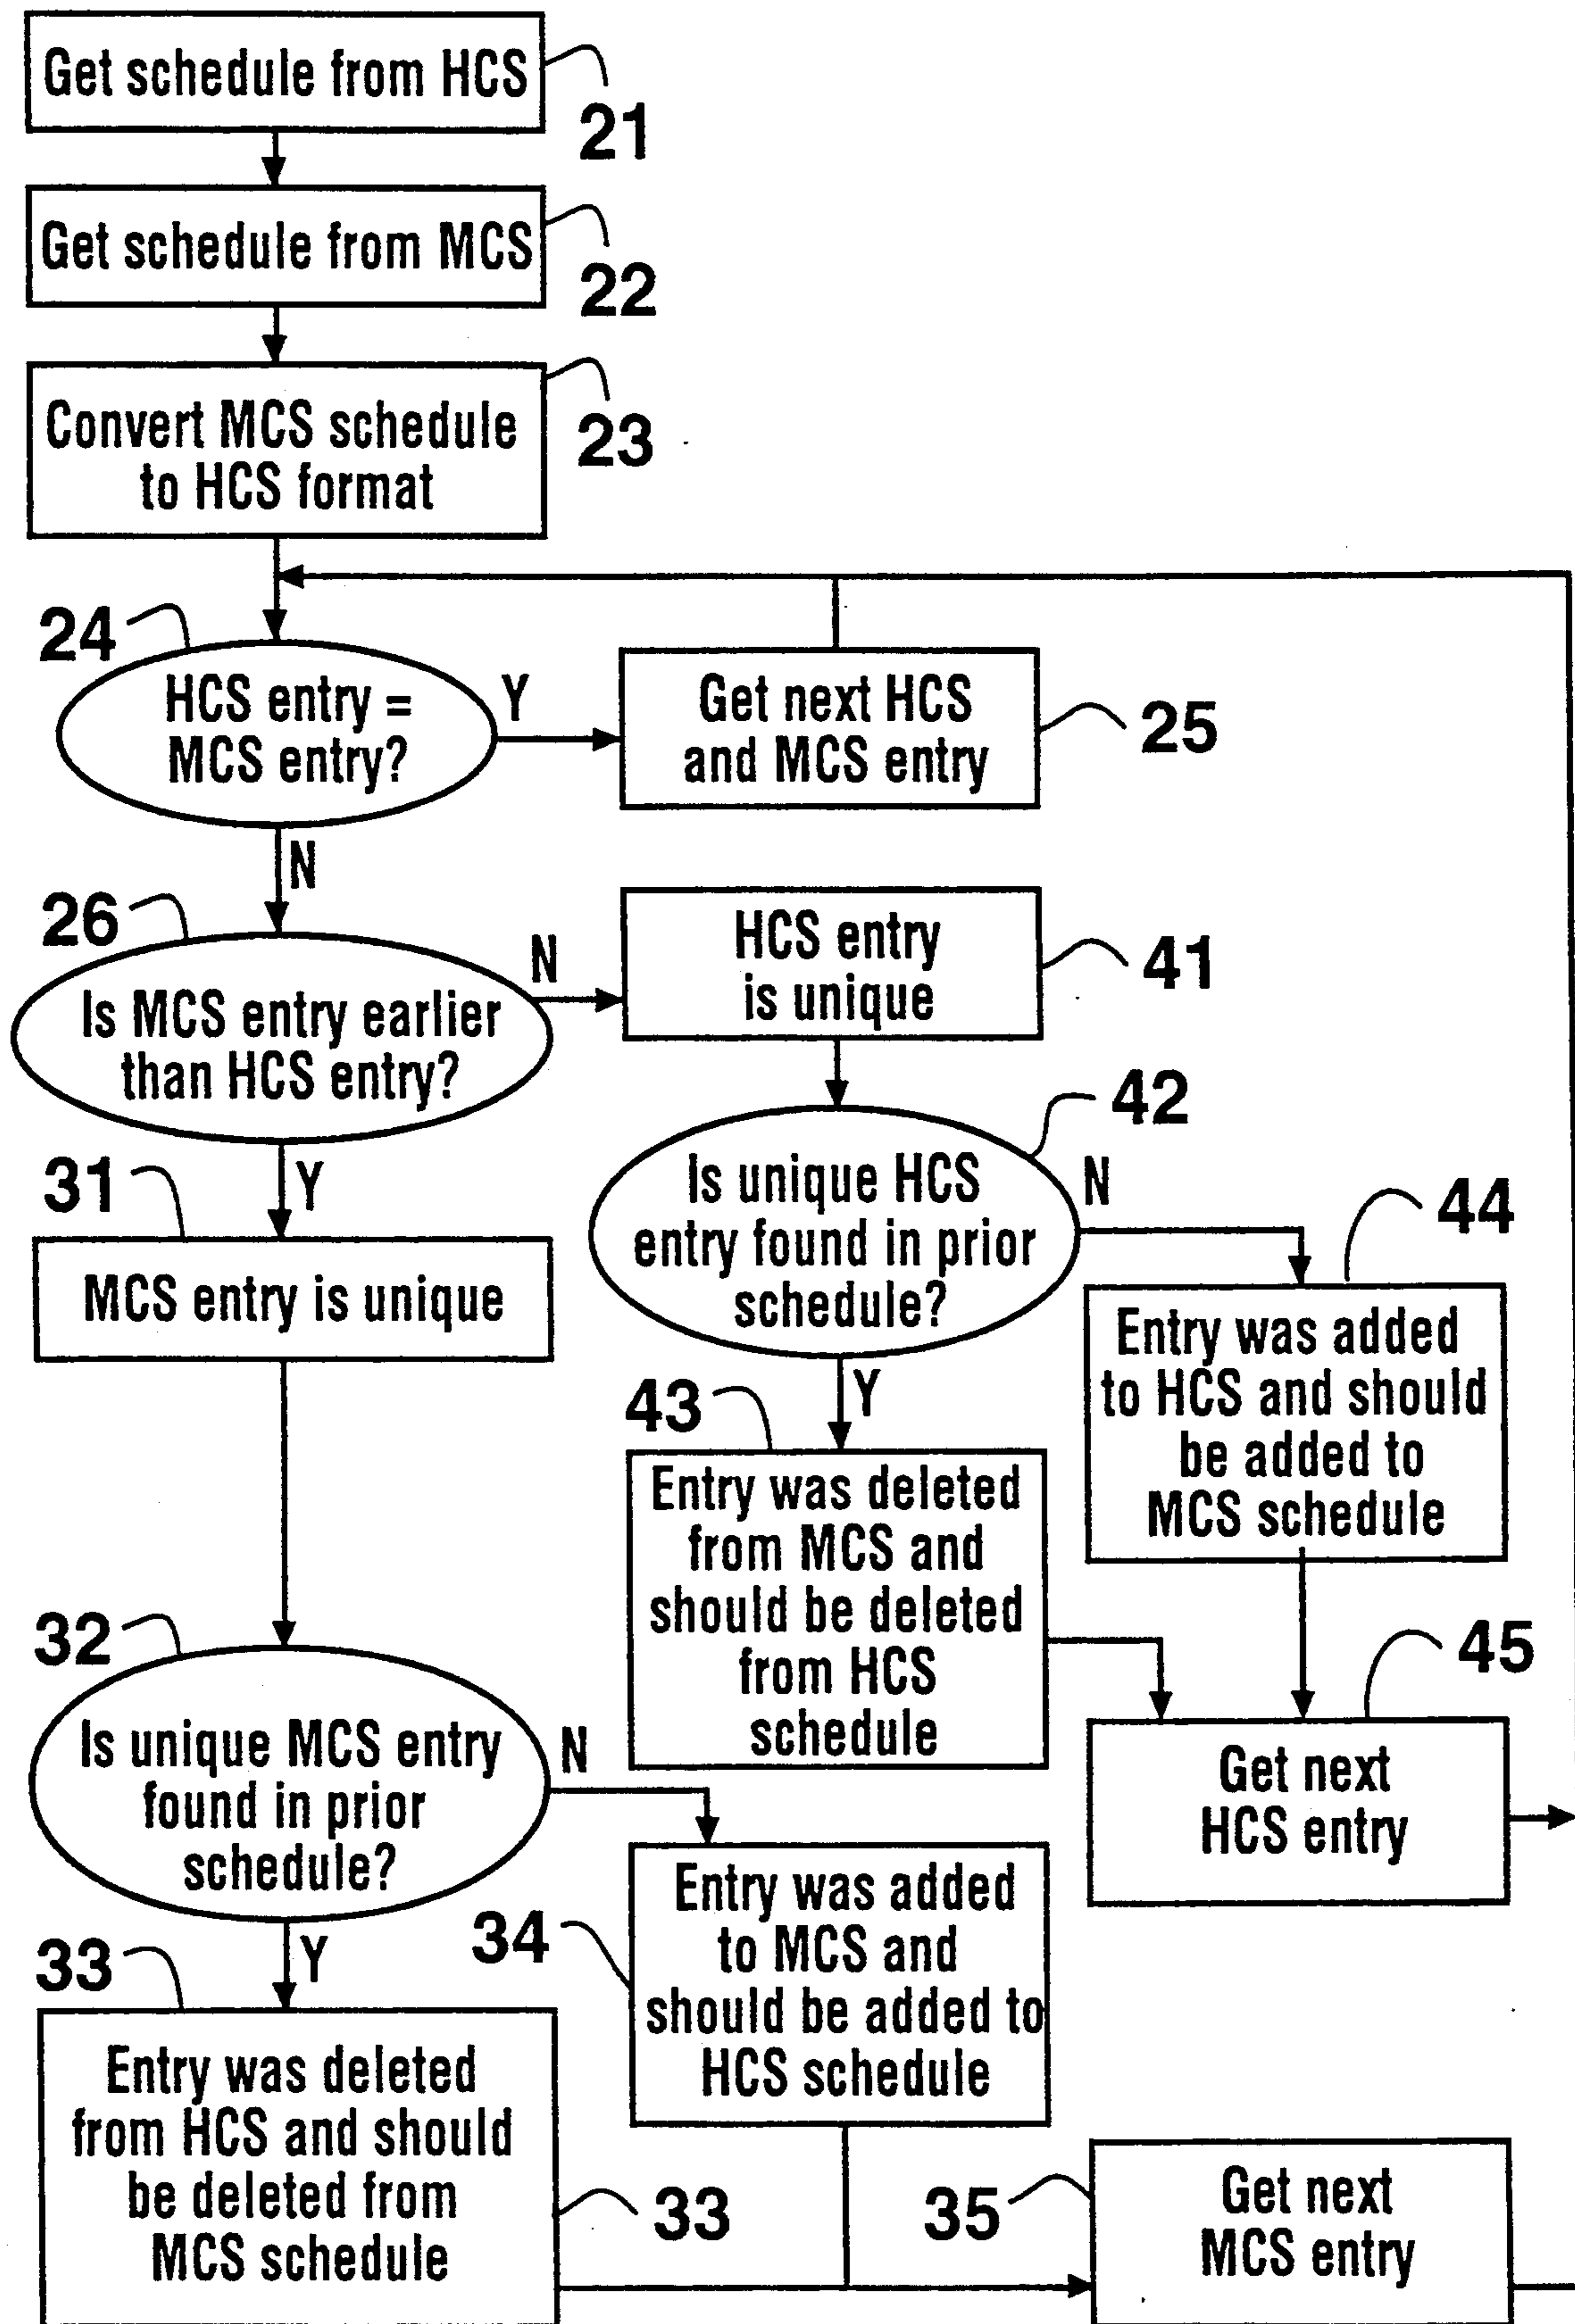 Get schedule from HCS
21
Get schedule from MCS
22
Convert MCS schedule
to HCS format
23
24
HCS entry =
MCS entry?
Y
Get next HCS
and MCS entry
25
N
26
Is MCS entry earlier
than HCS entry?
N
HCS entry
is unique
41
Y
31
MCS entry is unique
42
Is unique HCS
entry found in prior
schedule?
N
44
Entry was added
to HCS and should
be added to
MCS schedule
Y
43
Entry was deleted
from MCS and
should be deleted
from HCS
schedule
45
Get next
HCS entry
32
Is unique MCS entry
found in prior
schedule?
N
34
Entry was added
to MCS and
should be added to
HCS schedule
Y
33
Entry was deleted
from HCS and should
be deleted from
MCS schedule
33
35
Get next
MCS entry